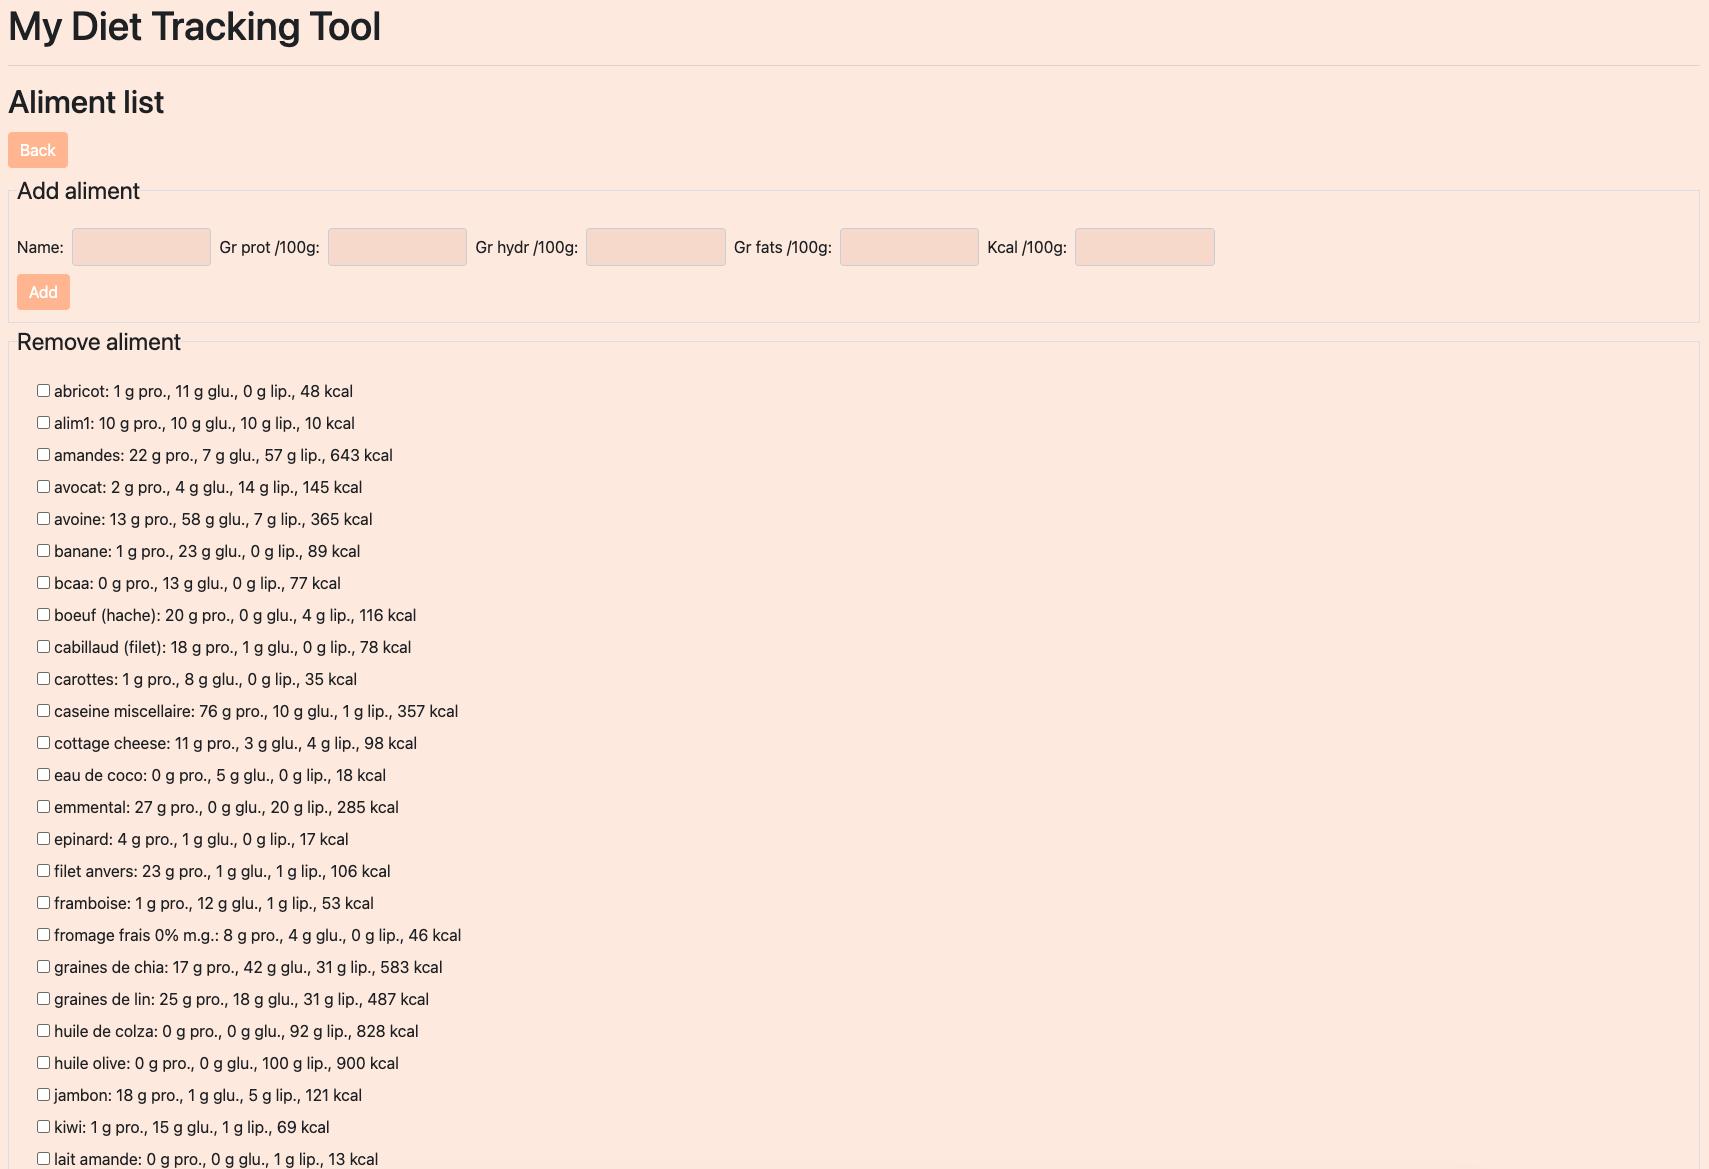 My Diet Tracking Tool
Aliment list
Back
Add aliment
Name: Gr prot /100g: Gr hydr /100g: Gr fats /100g: Kcal /100g:
Add
Remove aliment
abricot: 1 g pro., 11 g glu., 0 g lip., 48 kcal
alim1: 10 g pro., 10 g glu., 10 g lip., 10 kcal
amandes: 22 g pro., 7 g glu., 57 g lip., 643 kcal
avocat: 2 g pro., 4 g glu., 14 g lip., 145 kcal
avoine: 13 g pro., 58 g glu., 7 g lip., 365 kcal
banane: 1 g pro., 23 g glu., 0 g lip., 89 kcal
bcaa: 0 g pro., 13 g glu., 0 g lip., 77 kcal
boeuf (hache): 20 g pro., 0 g glu., 4 g lip., 116 kcal
cabillaud (filet): 18 g pro., 1 g glu., 0 g lip., 78 kcal
carottes: 1 g pro., 8 g glu., 0 g lip., 35 kcal
caseine miscellaire: 76 g pro., 10 g glu., 1 g lip., 357 kcal
cottage cheese: 11 g pro., 3 g glu., 4 g lip., 98 kcal
eau de coco: 0 g pro., 5 g glu., 0 g lip., 18 kcal
emmental: 27 g pro., 0 g glu., 20 g lip., 285 kcal
epinard: 4 g pro., 1 g glu., 0 g lip., 17 kcal
filet anvers: 23 g pro., 1 g glu., 1 g lip., 106 kcal
framboise: 1 g pro., 12 g glu., 1 g lip., 53 kcal
fromage frais 0% m.g.: 8 g pro., 4 g glu., 0 g lip., 46 kcal
graines de chia: 17 g pro., 42 g glu., 31 g lip., 583 kcal
graines de lin: 25 g pro., 18 g glu., 31 g lip., 487 kcal
huile de colza: 0 g pro., 0 g glu., 92 g lip., 828 kcal
huile olive: 0 g pro., 0 g glu., 100 g lip., 900 kcal
jambon: 18 g pro., 1 g glu., 5 g lip., 121 kcal
kiwi: 1 g pro., 15 g glu., 1 g lip., 69 kcal
lait amande: 0 g pro., 0 g glu., 1 g lip., 13 kcal